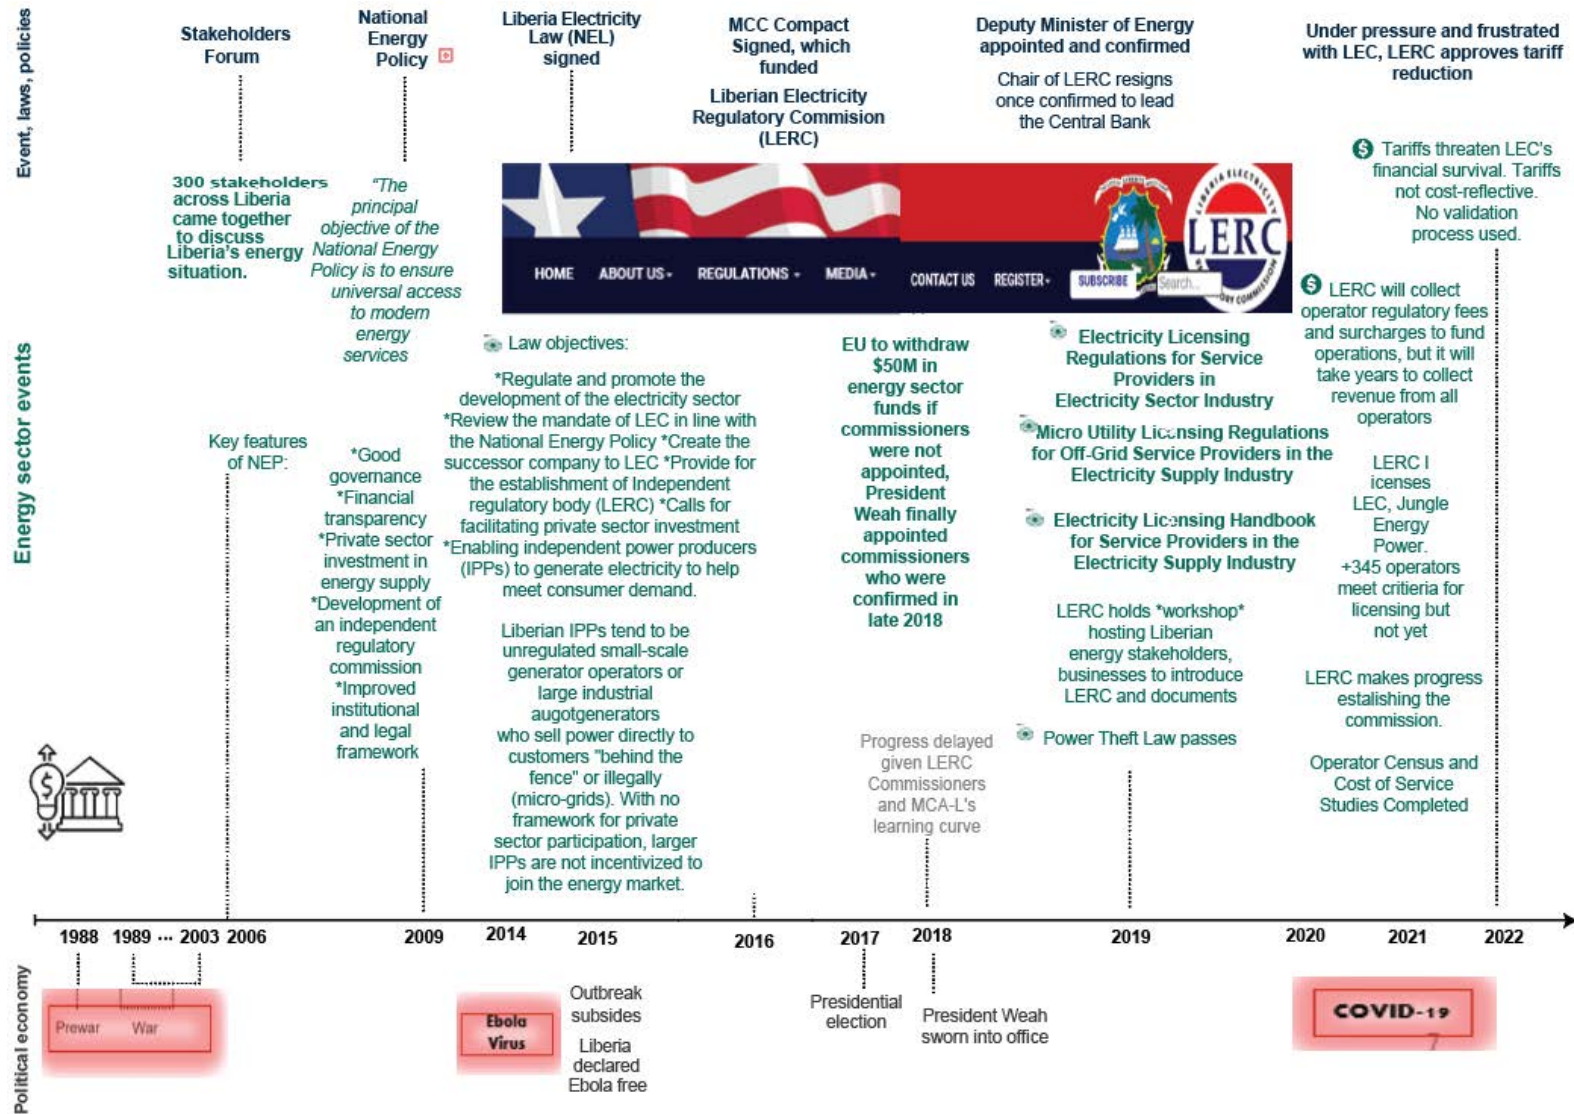 Event, laws, policies
Stakeholders
Forum
National
Energy
Policy
Liberia Electricity
Law (NEL)
signed
MCC Compact
Signed, which
funded
Liberian Electricity
Regulatory Commision
(LERC)
Deputy Minister of Energy
appointed and confirmed
Chair of LERC resigns
once confirmed to lead
the Central Bank
Under pressure and frustrated
with LEC, LERC approves tariff
reduction
Energy sector events
300 stakeholders
across Liberia
came together
to discuss
Liberia's energy
situation.
"The
principal
objective of the
National Energy
Policy is to ensure
universal access
to modern
energy
services
HOME ABOUT US REGULATIONS MEDIA CONTACT US REGISTER SUBSCRIBE Search...
LIBERIA ELECTRICITY
LERC
REGULATORY COMMISSION
$ Tariffs threaten LEC's
financial survival. Tariffs
not cost-reflective.
No validation
process used.
Key features
of NEP:
*Good
governance
*Financial
transparency
*Private sector
investment in
energy supply
*Development of
an independent
regulatory
commission
*Improved
institutional
and legal
framework
Law objectives:
*Regulate and promote the
development of the electricity sector
*Review the mandate of LEC in line with
the National Energy Policy *Create the
successor company to LEC *Provide for
the establishment of Independent
regulatory body (LERC) *Calls for
facilitating private sector investment
*Enabling independent power producers
(IPPs) to generate electricity to help
meet consumer demand.
Liberian IPPs tend to be
unregulated small-scale
generator operators or
large industrial
augotgenerators
who sell power directly to
customers "behind the
fence" or illegally
(micro-grids). With no
framework for private
sector participation, larger
IPPs are not incentivized to
join the energy market.
EU to withdraw
$50M in
energy sector
funds if
commissioners
were not
appointed,
President
Weah finally
appointed
commissioners
who were
confirmed in
late 2018
Progress delayed
given LERC
Commissioners
and MCA-L's
learning curve
Electricity Licensing
Regulations for Service
Providers in
Electricity Sector Industry
Micro Utility Licensing Regulations
for Off-Grid Service Providers in the
Electricity Supply Industry
Electricity Licensing Handbook
for Service Providers in the
Electricity Supply Industry
LERC holds *workshop*
hosting Liberian
energy stakeholders,
businesses to introduce
LERC and documents
Power Theft Law passes
$ LERC will collect
operator regulatory fees
and surcharges to fund
operations, but it will
take years to collect
revenue from all
operators
LERC l
icenses
LEC, Jungle
Energy
Power.
+345 operators
meet critieria for
licensing but
not yet
LERC makes progress
estalishing the
commission.
Operator Census and
Cost of Service
Studies Completed
$
1988 1989 ... 2003 2006 2009 2014 2015 2016 2017 2018 2019 2020 2021 2022
Political economy
Prewar War
Ebola
Virus
Outbreak
subsides
Liberia
declared
Ebola free
Presidential
election
President Weah
sworn into office
COVID-19
7